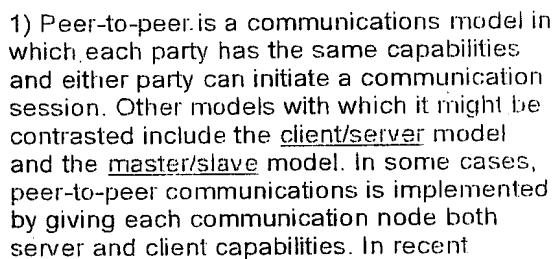 1) Peer-to-peer is a communications model in
which each party has the same capabilities
and either party can initiate a communication
session. Other models with which it might be
contrasted include the client/server model
and the master/slave model. In some cases,
peer-to-peer communications is implemented
by giving each communication node both
server and client capabilities. In recent